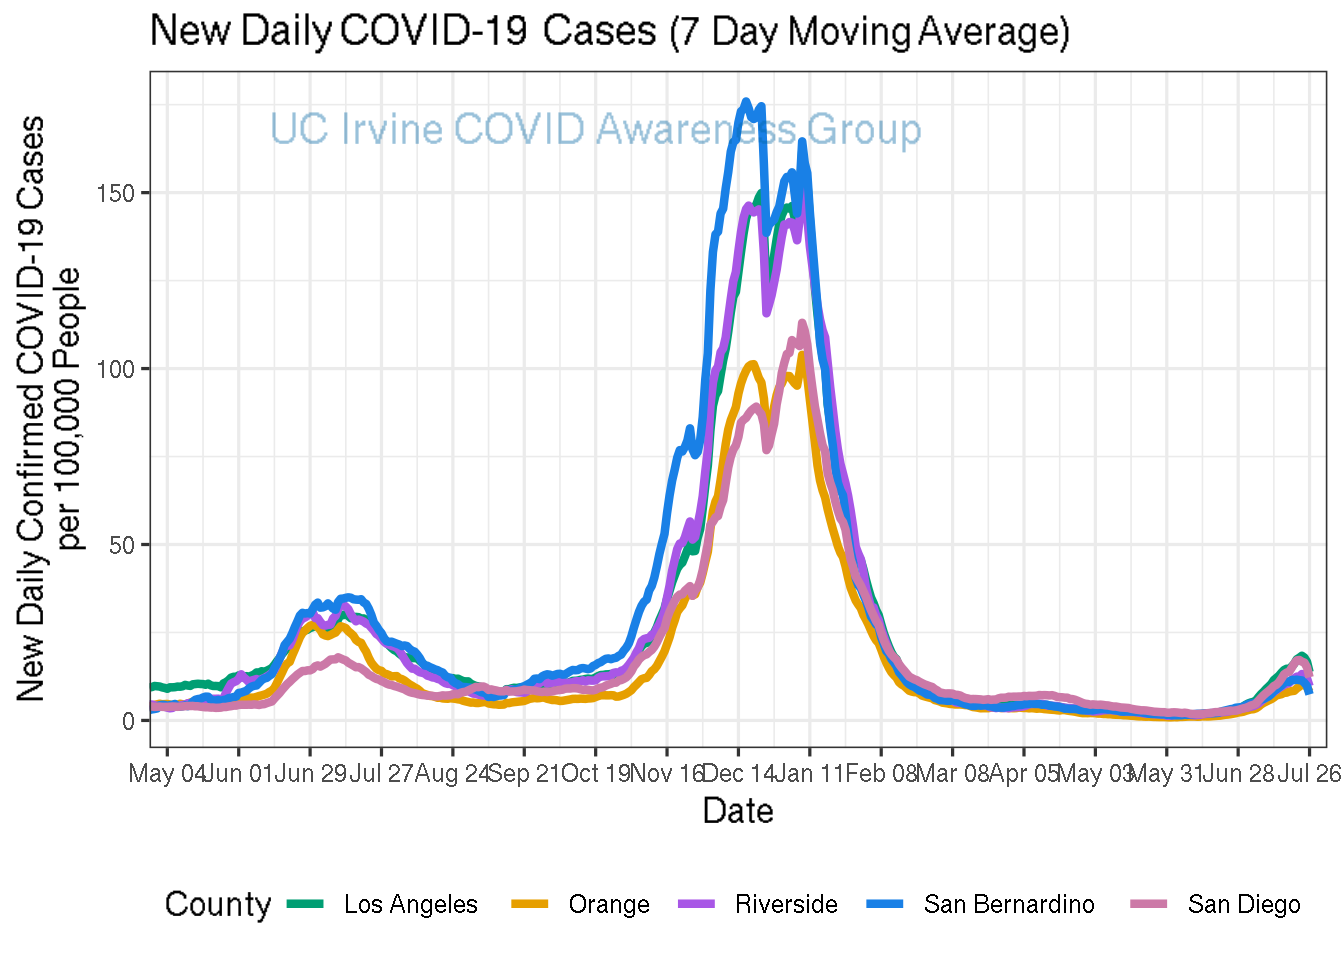 New Daily COVID-19 Cases (7 Day Moving Average)
UC Irvine COVID Awareness Group
New Daily Confirmed COVID-19 Cases
per 100,000 People
150
100
50
0
May 04 Jun 01 Jun 29 Jul 27 Aug 24 Sep 21 Oct 19 Nov 16 Dec 14 Jan 11 Feb 08 Mar 08 Apr 05 May 03 May 31 Jun 28 Jul 26
Date
County Los Angeles Orange Riverside San Bernardino San Diego